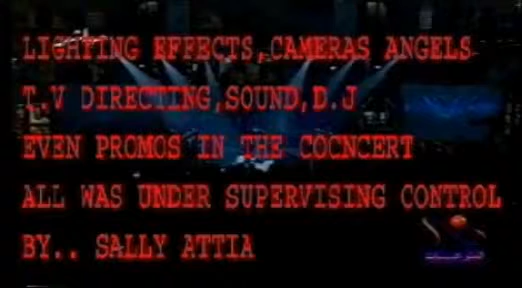 LIGHTING EFFECTS,CAMERAS ANGELS
T.V DIRECTING,SOUND,D.J
EVEN PROMOS IN THE COCNCERT
ALL WAS UNDER SUPERVISING CONTROL
BY.. SALLY ATTIA